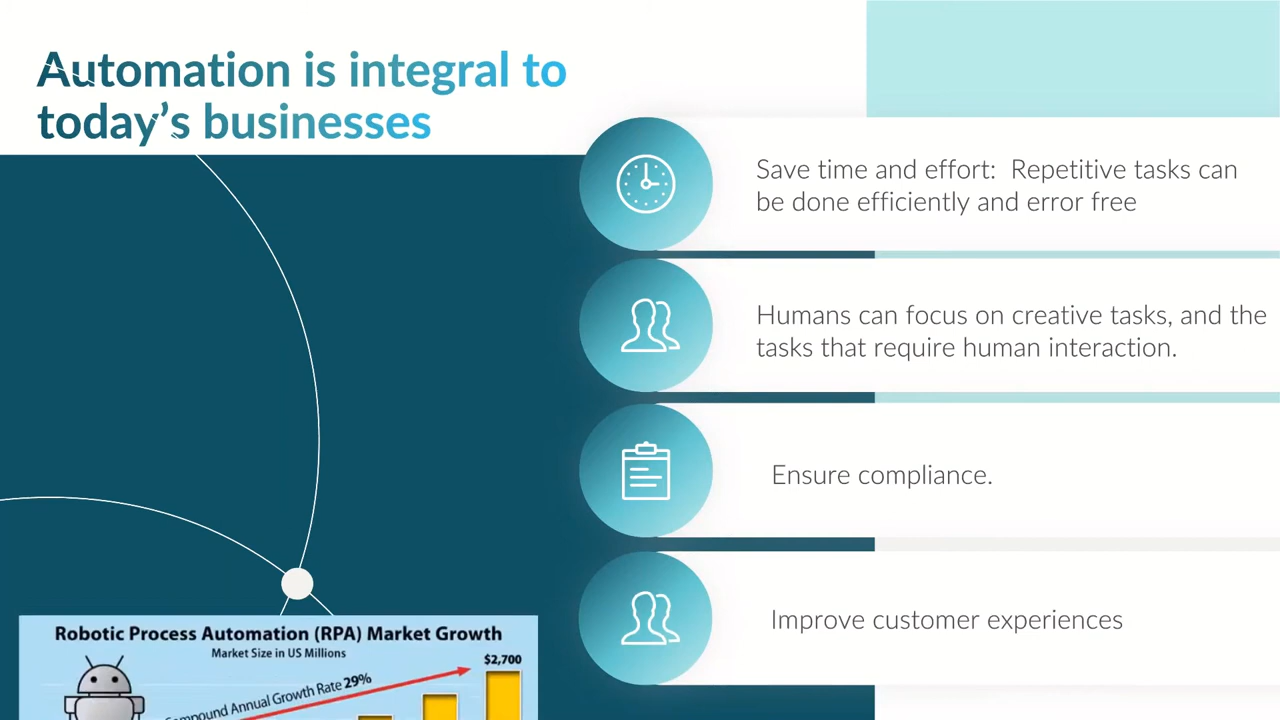 Automation is integral to
today's businesses
Save time and effort:  Repetitive tasks can
be done efficiently and error free
Humans can focus on creative tasks, and the
tasks that require human interaction.
Ensure compliance.
Improve customer experiences
Robotic Process Automation (RPA) Market Growth
Market Size in US Millions
$2,700
Annual Growth Rate 29%